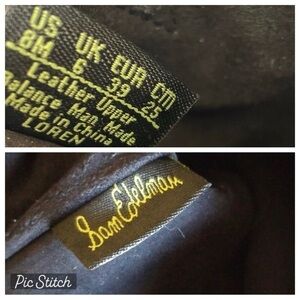 US UK EUR CM
8M 6 39 25
Leather Upper
Balance Man Made
Made in China
LOREN
Sam Edelman
Pic Stitch